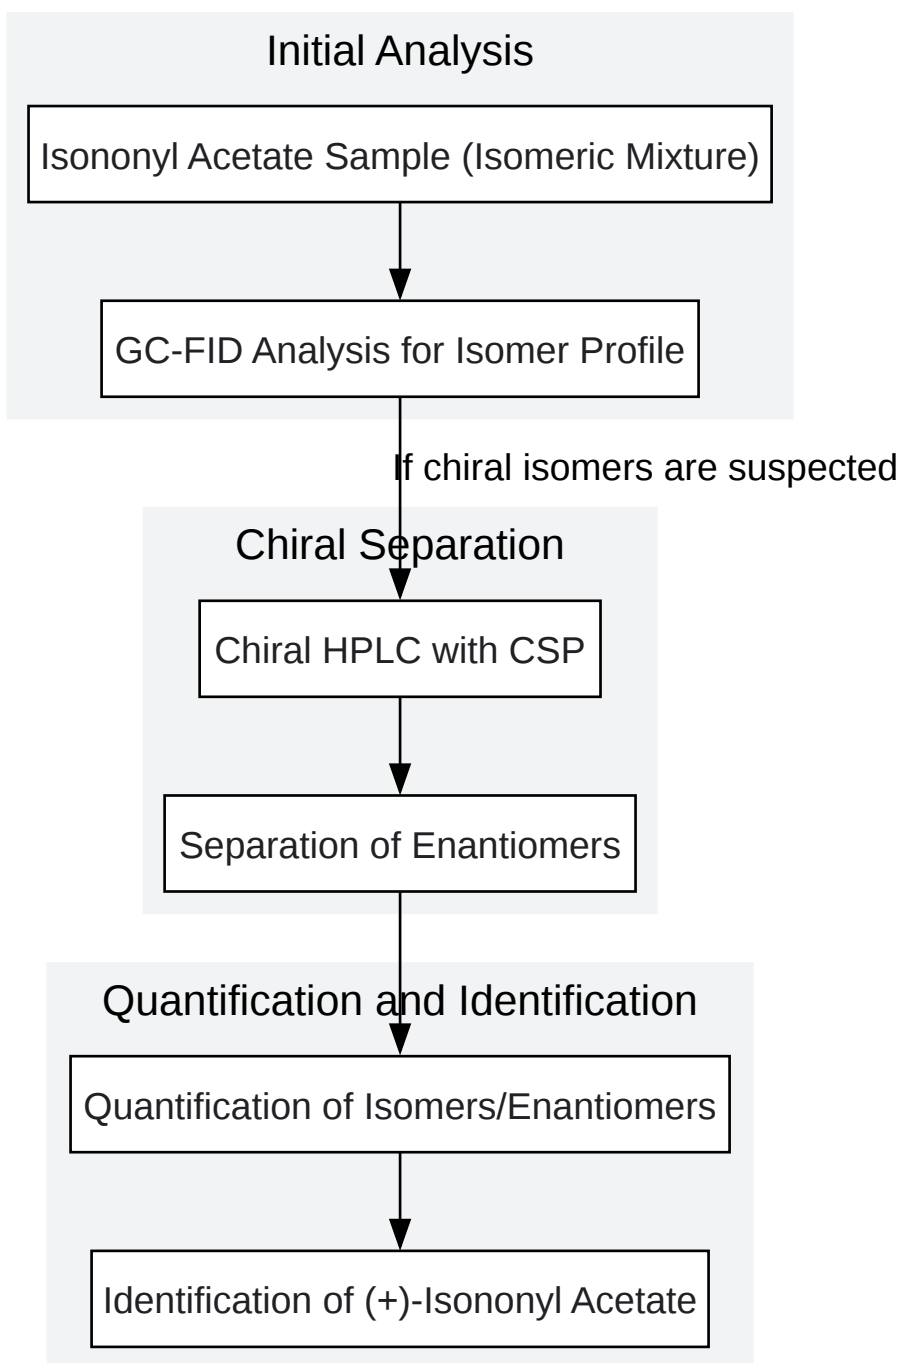 Initial Analysis
Isononyl Acetate Sample (Isomeric Mixture)
GC-FID Analysis for Isomer Profile
If chiral isomers are suspected
Chiral Separation
Chiral HPLC with CSP
Separation of Enantiomers
Quantification and Identification
Quantification of Isomers/Enantiomers
Identification of (+)-Isononyl Acetate